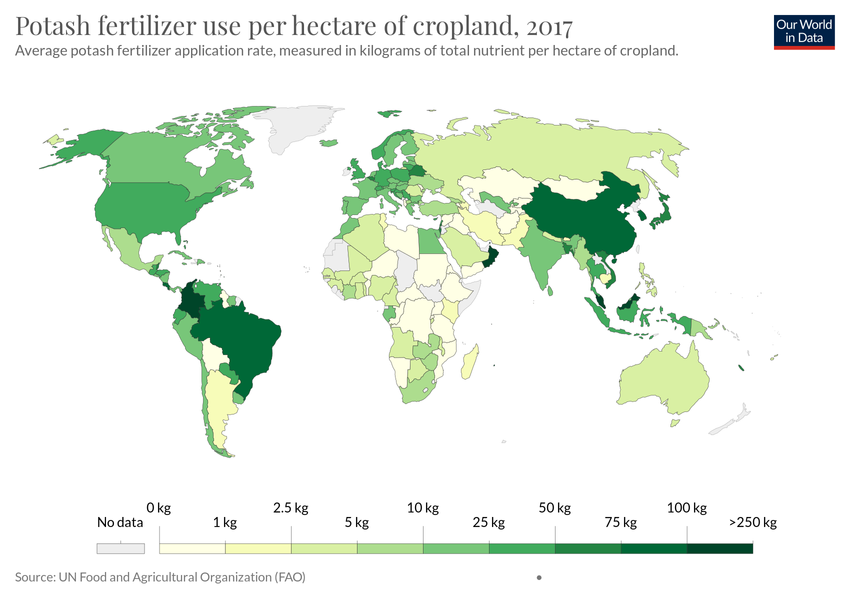 Potash fertilizer use per hectare of cropland, 2017
Average potash fertilizer application rate, measured in kilograms of total nutrient per hectare of cropland.
Our World
in Data
0 kg
2.5 kg
10 kg
50 kg
100 kg
No data
1 kg
5 kg
25 kg
75 kg
>250 kg
Source: UN Food and Agricultural Organization (FAO)